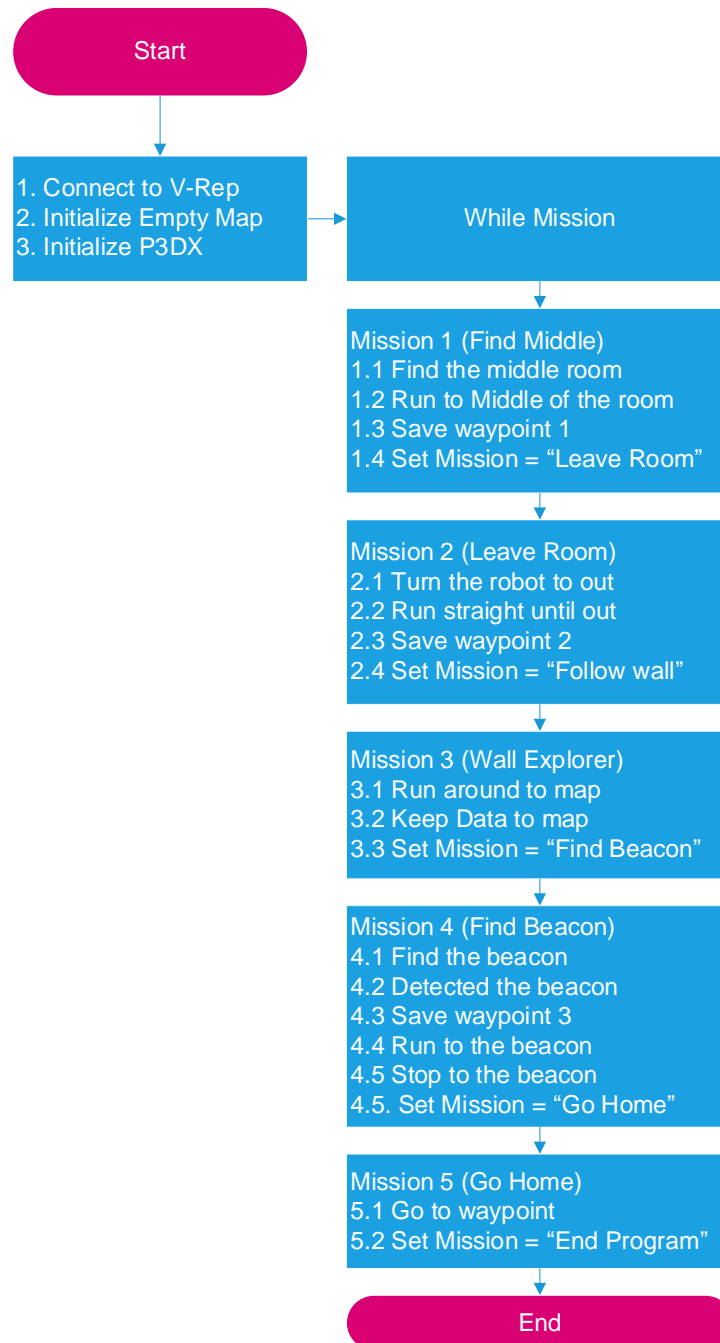 Start
1. Connect to V-Rep
2. Initialize Empty Map
3. Initialize P3DX
While Mission
Mission 1 (Find Middle)
1.1 Find the middle room
1.2 Run to Middle of the room
1.3 Save waypoint 1
1.4 Set Mission = “Leave Room”
Mission 2 (Leave Room)
2.1 Turn the robot to out
2.2 Run straight until out
2.3 Save waypoint 2
2.4 Set Mission = “Follow wall”
Mission 3 (Wall Explorer)
3.1 Run around to map
3.2 Keep Data to map
3.3 Set Mission = “Find Beacon”
Mission 4 (Find Beacon)
4.1 Find the beacon
4.2 Detected the beacon
4.3 Save waypoint 3
4.4 Run to the beacon
4.5 Stop to the beacon
4.5. Set Mission = “Go Home”
Mission 5 (Go Home)
5.1 Go to waypoint
5.2 Set Mission = “End Program”
End